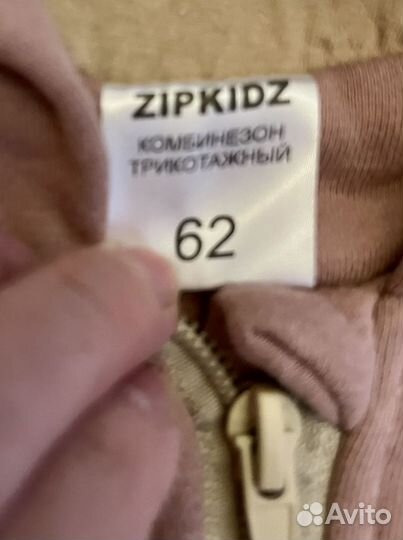 ZIPKIDZ
КОМБИНЕЗОН
ТРИКОТАЖНЫЙ
62
Avito